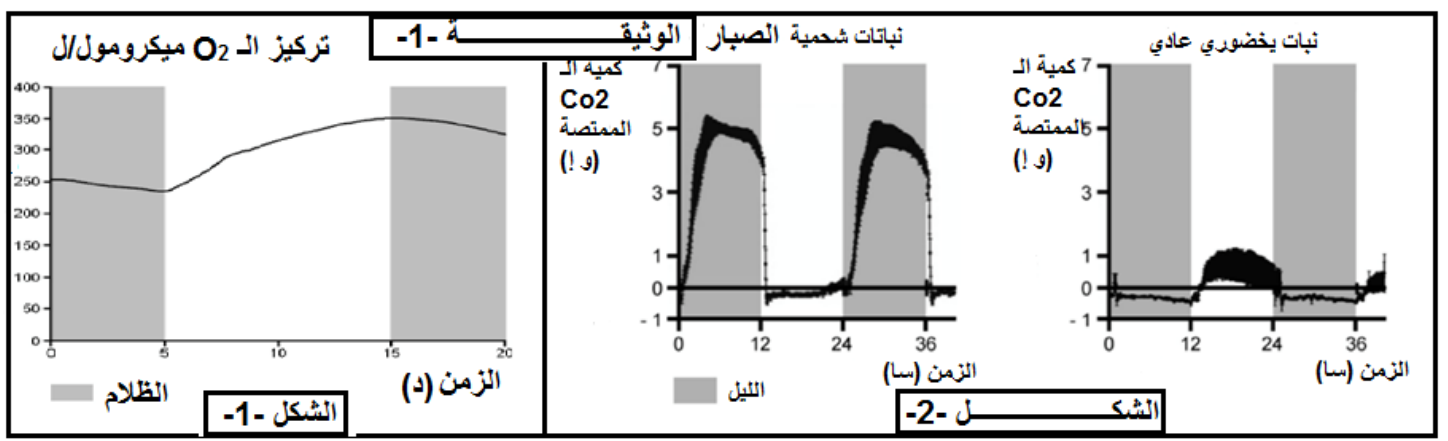 الوثيقــــــــــة -1-
تركيز الـ O2 ميكرومول/ل
400
350
300
250
200
150
100
50
0
0
5
10
15
20
الزمن (د)
الظلام
الشكل -1-
نباتات شحمية الصبار
كمية الـ
Co2
الممتصة
(و إ)
7
5
3
1
0
- 1
0
12
24
36
الزمن (سا)
الليل
نبات يخضوري عادي
كمية الـ
Co2
الممتصة
(و إ)
7
5
3
1
0
- 1
0
12
24
36
الزمن (سا)
الشكــــــــــل -2-